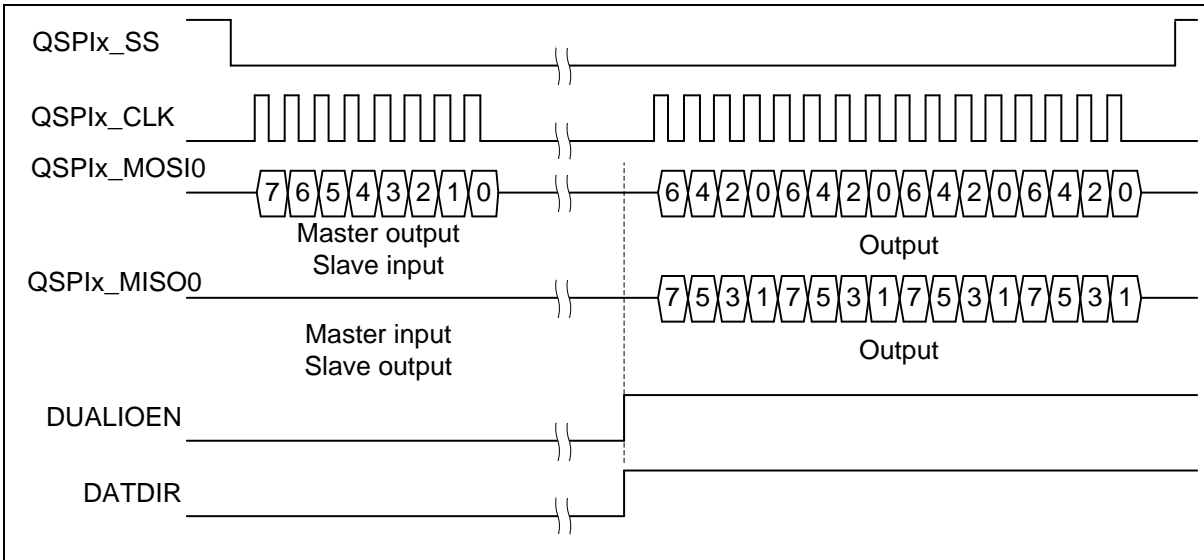 QSPIx_SS
QSPIx_CLK
QSPIx_MOSI0
7 6 5 4 3 2 1 0 6 4 2 0 6 4 2 0 6 4 2 0 6 4 2 0
Master output
Slave input
Output
QSPIx_MISO0
7 5 3 1 7 5 3 1 7 5 3 1 7 5 3 1
Master input
Slave output
Output
DUALIOEN
DATDIR